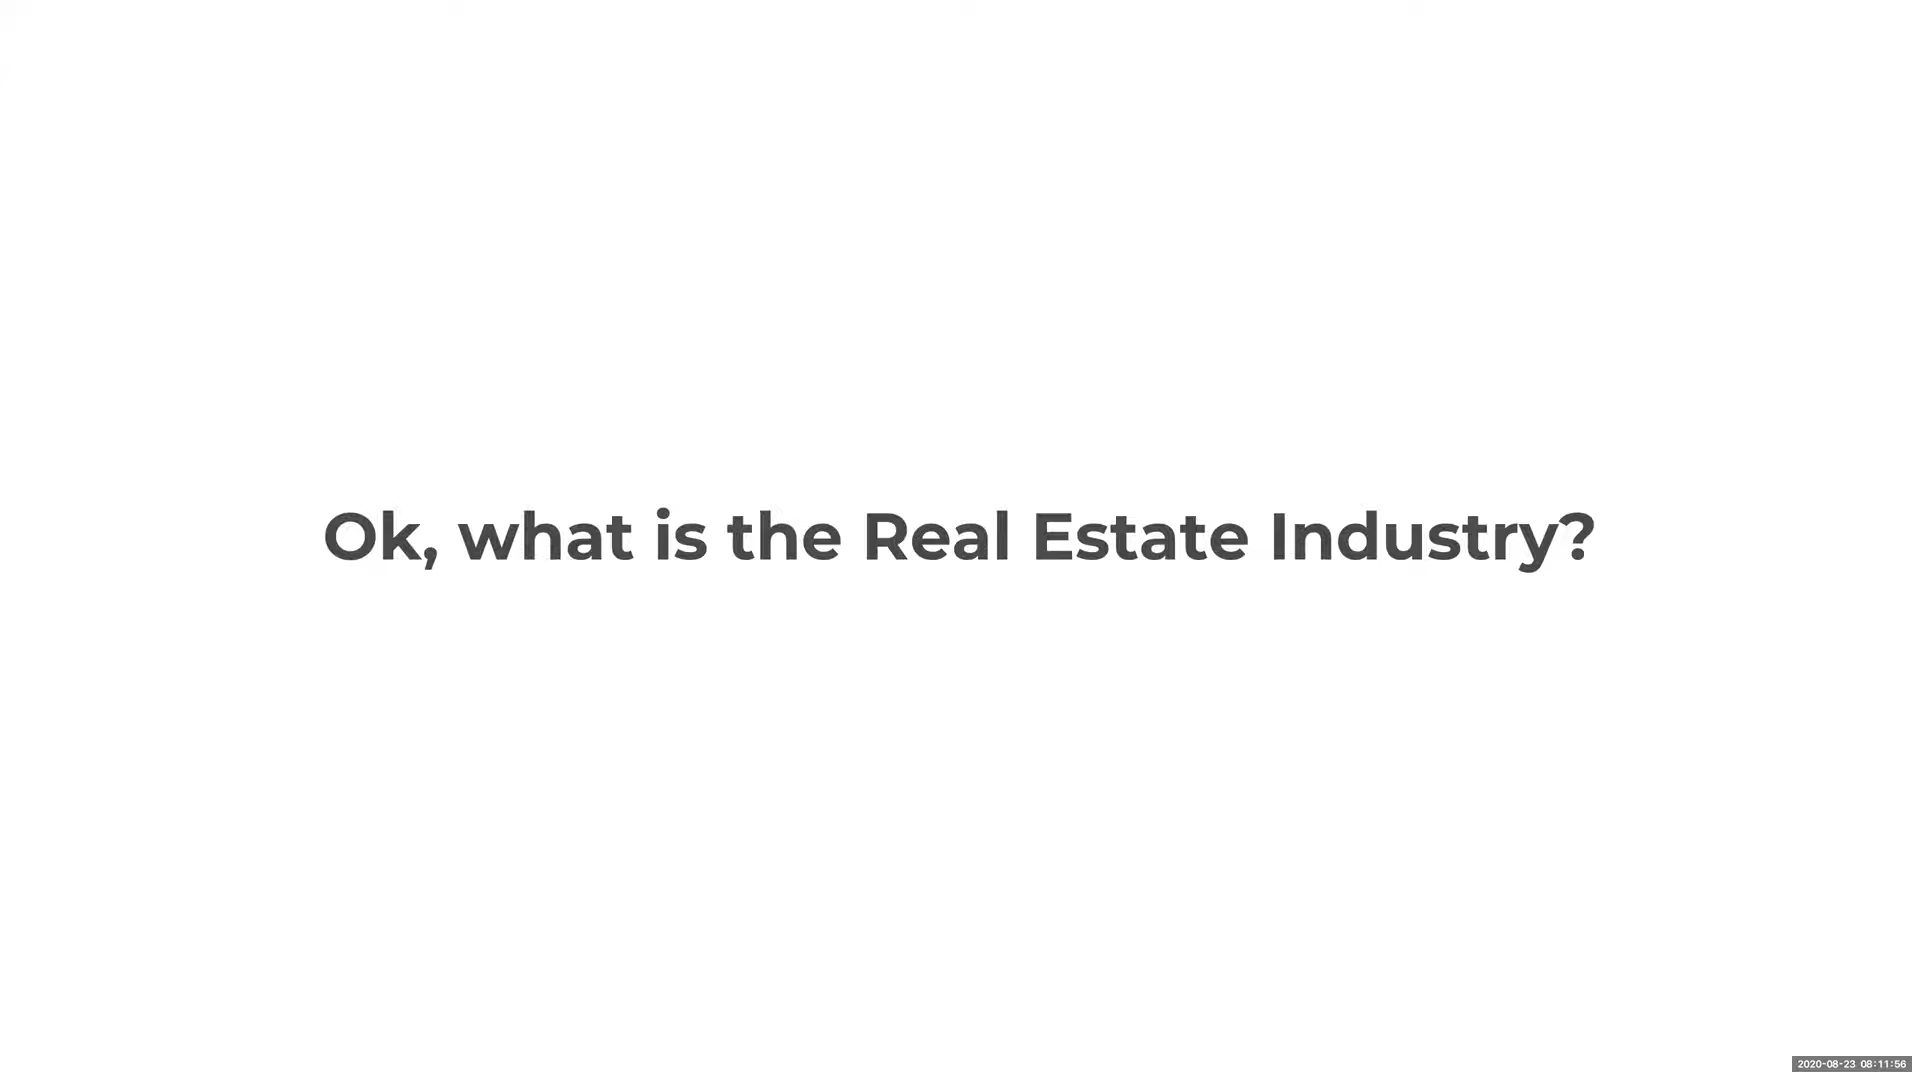 Ok, what is the Real Estate Industry?
2020-08-23 08:11:56